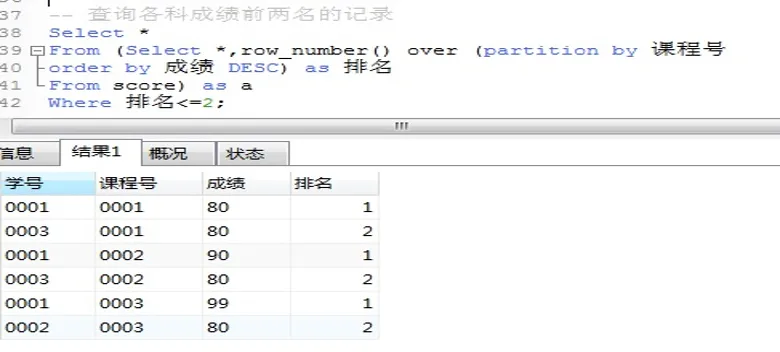 37 -- 查询各科成绩前两名的记录
38 Select *
39 From (Select *,row_number() over (partition by 课程号
40 order by 成绩 DESC) as 排名
41 From score) as a
42 Where 排名<=2;
信息 结果1 概况 状态
学号 课程号 成绩 排名
0001 0001 80 1
0003 0001 80 2
0001 0002 90 1
0003 0002 80 2
0001 0003 99 1
0002 0003 80 2